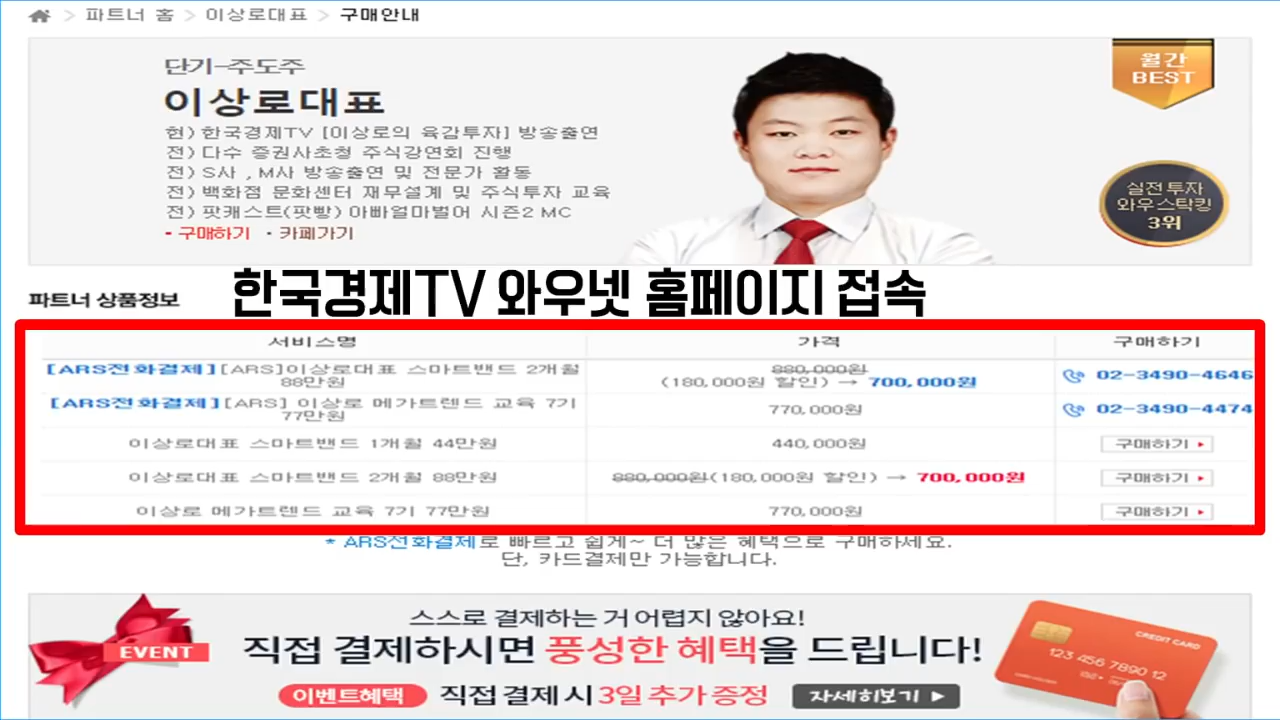 파트너 홈 > 이상로대표 > 구매안내
단기-주도주
이상로대표
현) 한국경제TV [이상로의 육감투자] 방송출연
전) 다수 증권사초청 주식강연회 진행
전) S사 , M사 방송출연 및 전문가 활동
전) 백화점 문화센터 재무설계 및 주식투자 교육
전) 팟캐스트(팟빵) 아빠얼마벌어 시즌2 MC
- 구매하기 · 카페가기
월간
BEST
실전 투자
와우 스탁킹
3위
파트너 상품정보
한국경제TV 와우넷 홈페이지 접속
서비스명 가격 구매하기
[ARS전화결제][ARS]이상로대표 스마트밴드 2개월
88만원
880,000원
(180,000원 할인) → 700,000원
02-3490-4646
[ARS전화결제][ARS] 이상로 메가트렌드 교육 7기
77만원
770,000원
02-3490-4474
이상로대표 스마트밴드 1개월 44만원 440,000원 구매하기
이상로대표 스마트밴드 2개월 88만원 880,000원(180,000원 할인) → 700,000원 구매하기
이상로 메가트렌드 교육 7기 77만원 770,000원 구매하기
* ARS전화결제로 빠르고 쉽게~ 더 많은 혜택으로 구매하세요.
단, 카드결제만 가능합니다.
EVENT
스스로 결제하는 거 어렵지 않아요!
직접 결제하시면 풍성한 혜택을 드립니다!
이벤트혜택 직접 결제 시 3일 추가 증정 자세히보기 ▶
CREDIT CARD
123 456 7890 12